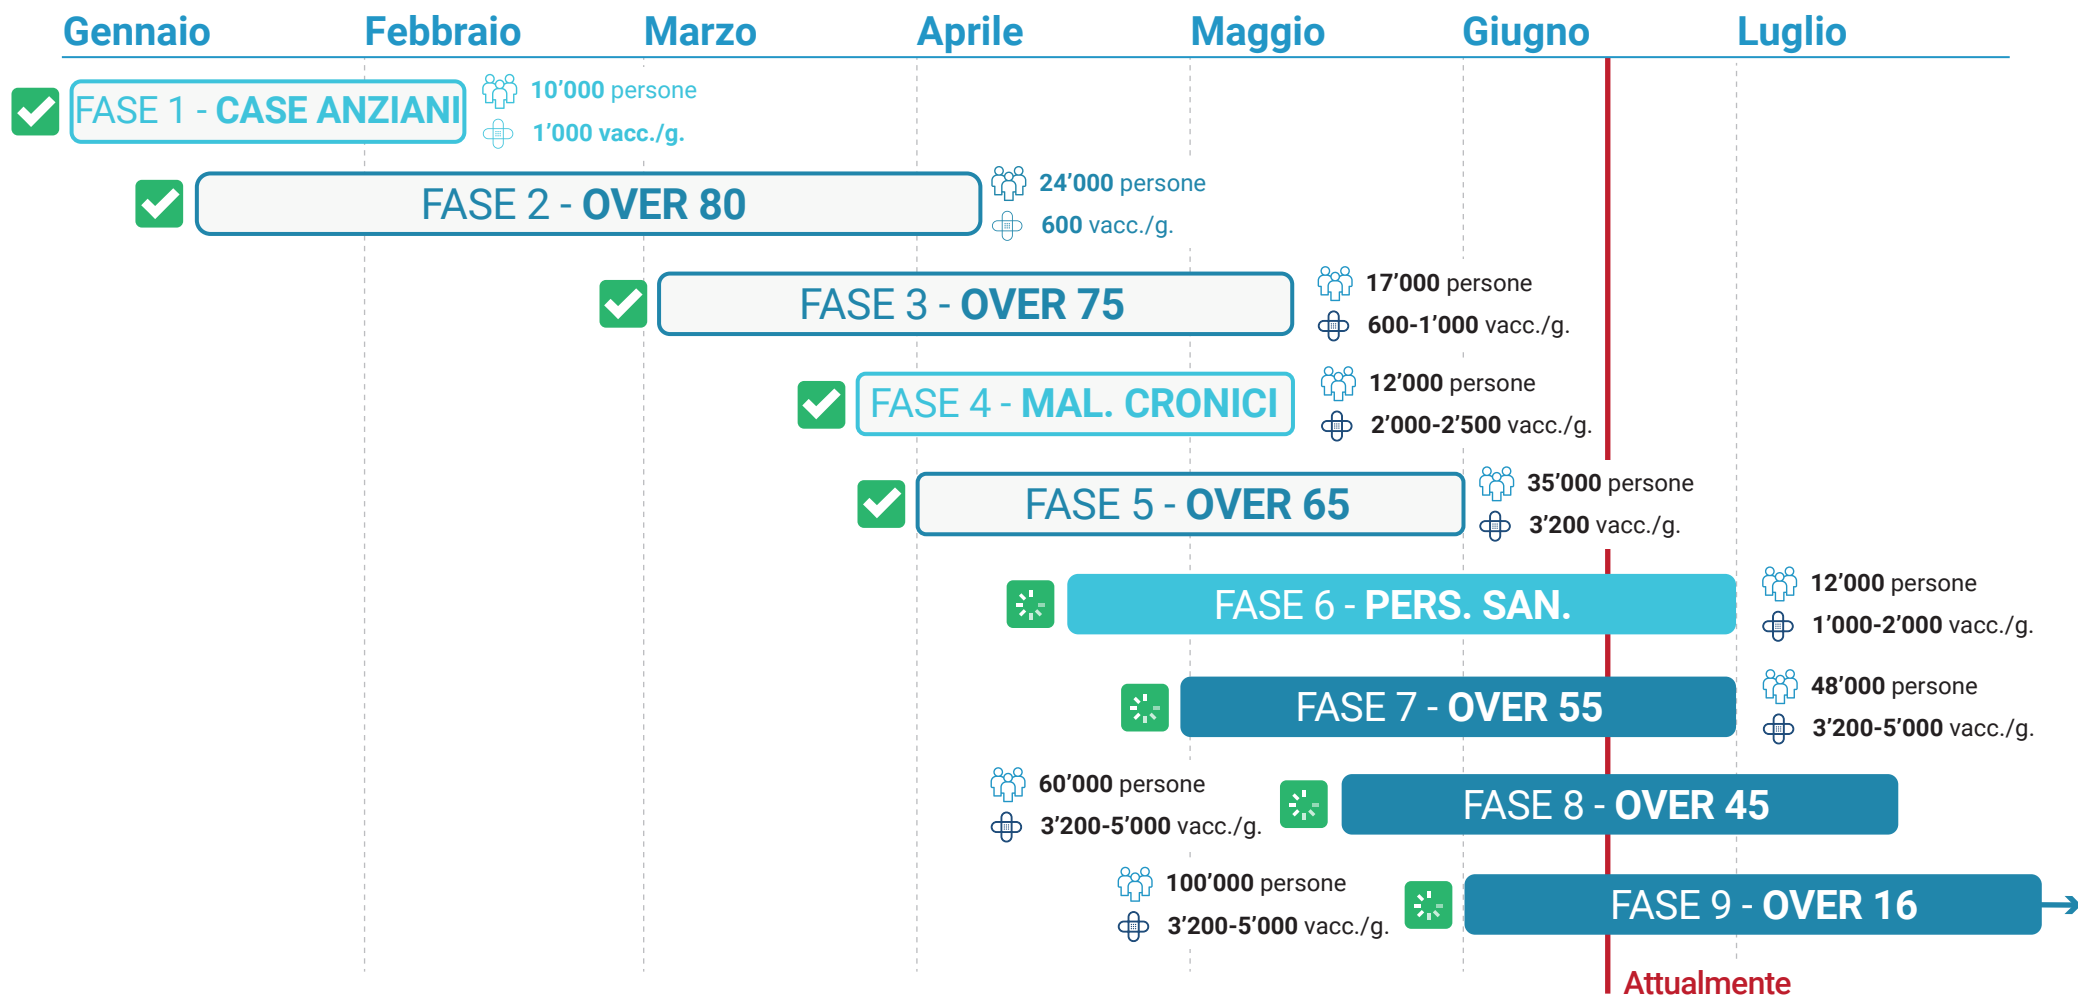 Gennaio Febbraio Marzo Aprile Maggio Giugno Luglio
FASE 1 - CASE ANZIANI
10’000 persone
1’000 vacc./g.
FASE 2 - OVER 80
24’000 persone
600 vacc./g.
FASE 3 - OVER 75
17’000 persone
600-1’000 vacc./g.
FASE 4 - MAL. CRONICI
12’000 persone
2’000-2’500 vacc./g.
FASE 5 - OVER 65
35’000 persone
3’200 vacc./g.
FASE 6 - PERS. SAN.
12’000 persone
1’000-2’000 vacc./g.
FASE 7 - OVER 55
48’000 persone
3’200-5’000 vacc./g.
60’000 persone
3’200-5’000 vacc./g.
FASE 8 - OVER 45
100’000 persone
3’200-5’000 vacc./g.
FASE 9 - OVER 16
Attualmente